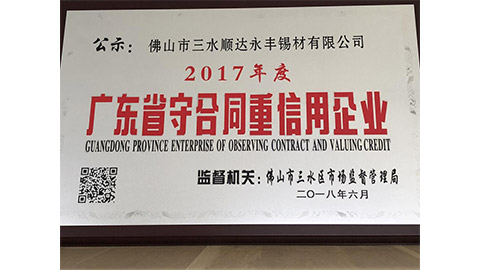 公示：佛山市三水顺达永丰锡材有限公司
2017年度
广东省守合同重信用企业
GUANGDONG PROVINCE ENTERPRISE OF OBSERVING CONTRACT AND VALUING CREDIT
监督机关：佛山市三水区市场监督管理局
二〇一八年六月